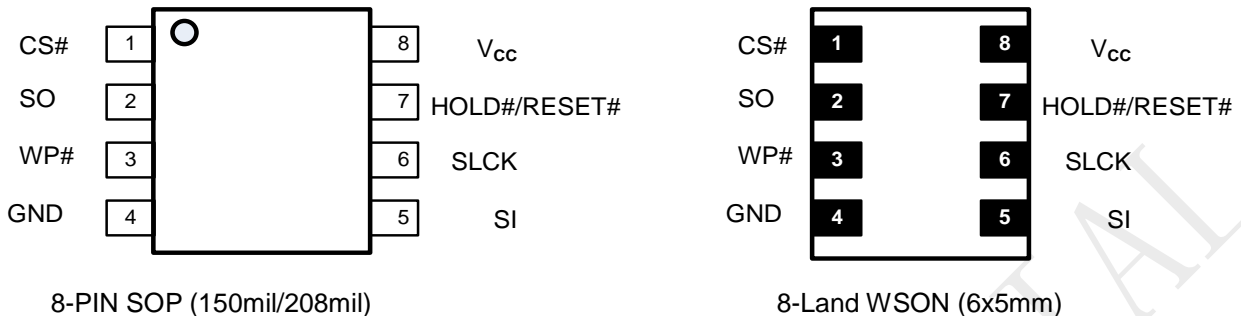 CS# 1 8 Vcc CS# 1 8 Vcc
SO 2 7 HOLD#/RESET# SO 2 7 HOLD#/RESET#
WP# 3 6 SLCK WP# 3 6 SLCK
GND 4 5 SI GND 4 5 SI
8-PIN SOP (150mil/208mil) 8-Land WSON (6x5mm)